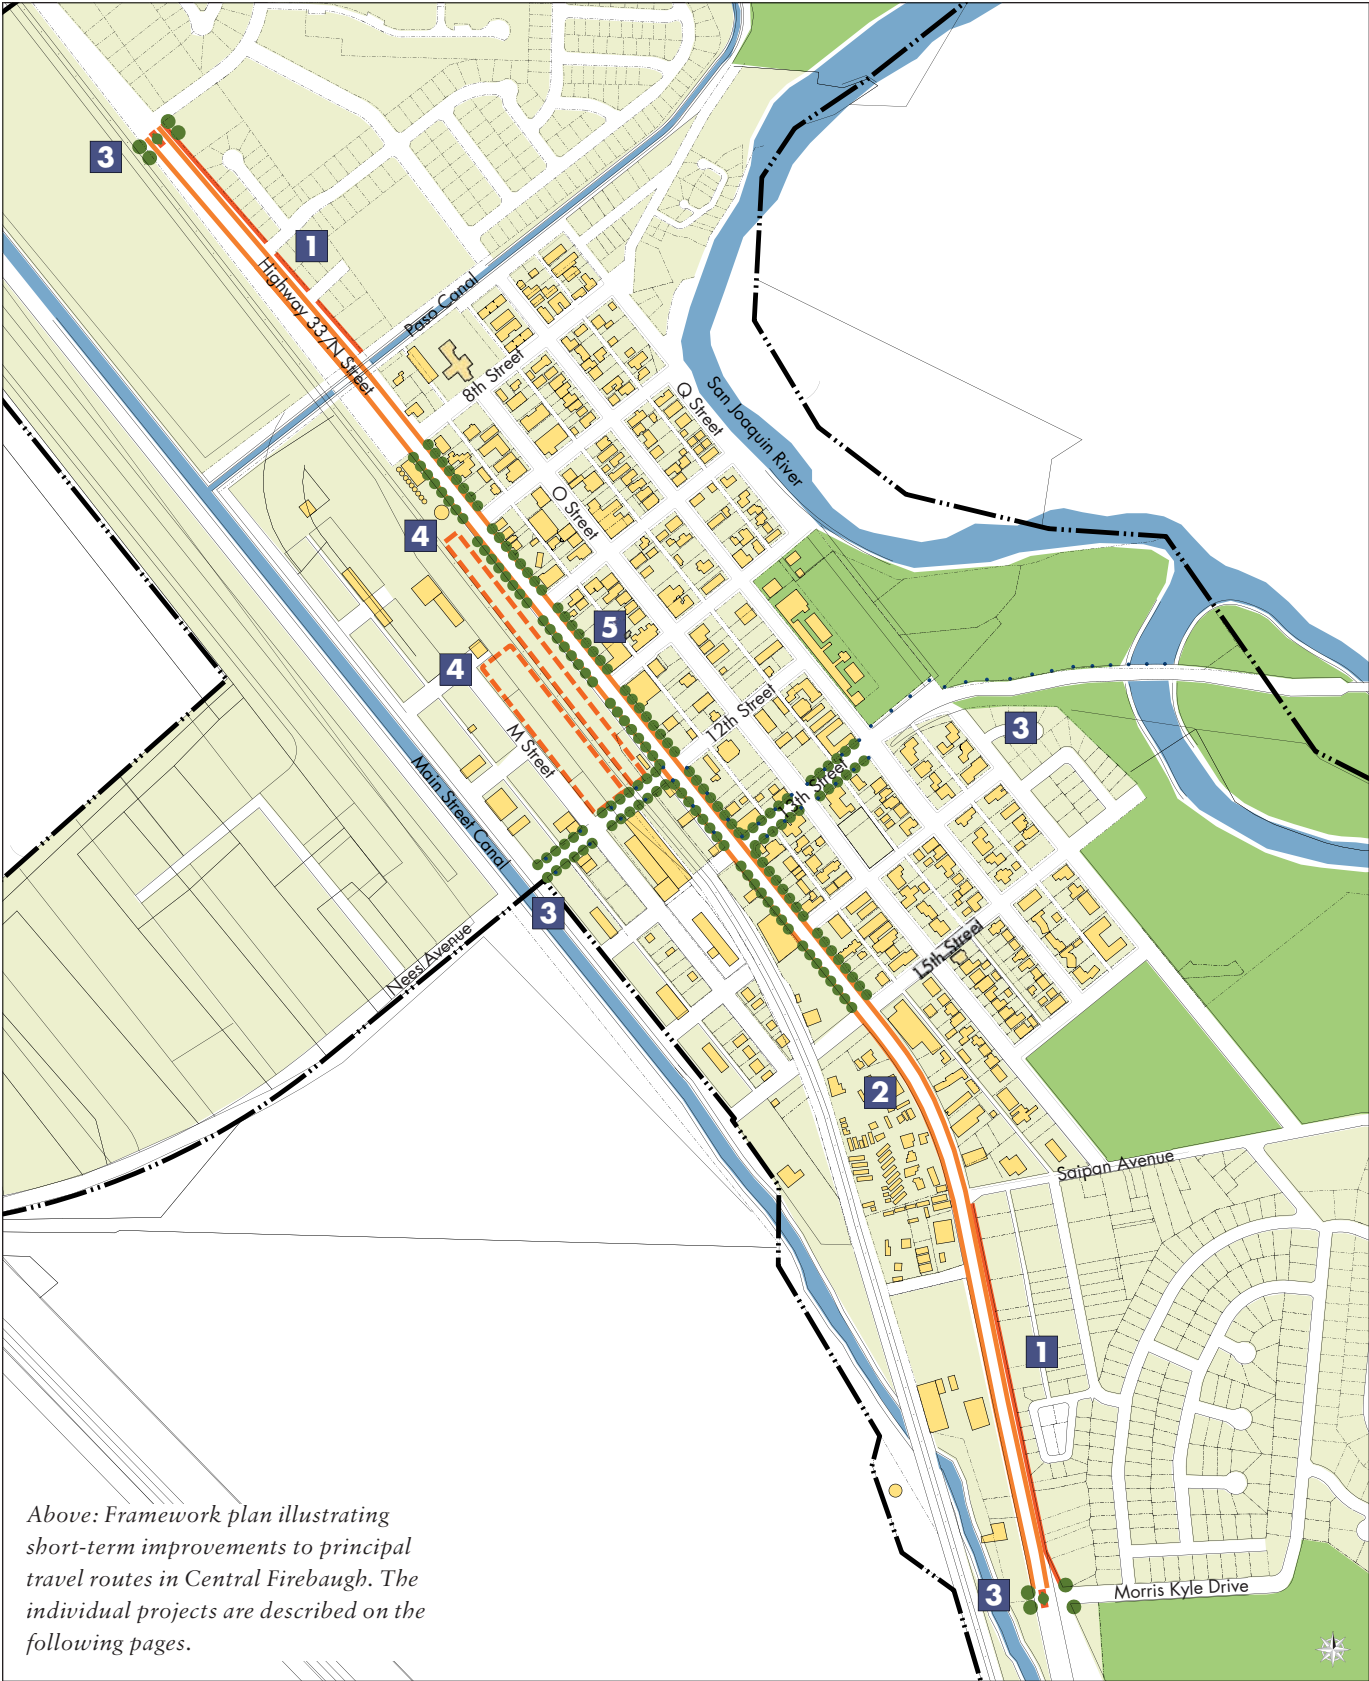 3
1
Highway 33/N Street
Paso Canal
8th Street
Q Street
San Joaquin River
O Street
4
5
4
12th Street
3
M Street
13th Street
Main Street Canal
3
Nees Avenue
15th Street
2
Saipan Avenue
1
Above: Framework plan illustrating
short-term improvements to principal
travel routes in Central Firebaugh. The
individual projects are described on the
following pages.
3
Morris Kyle Drive